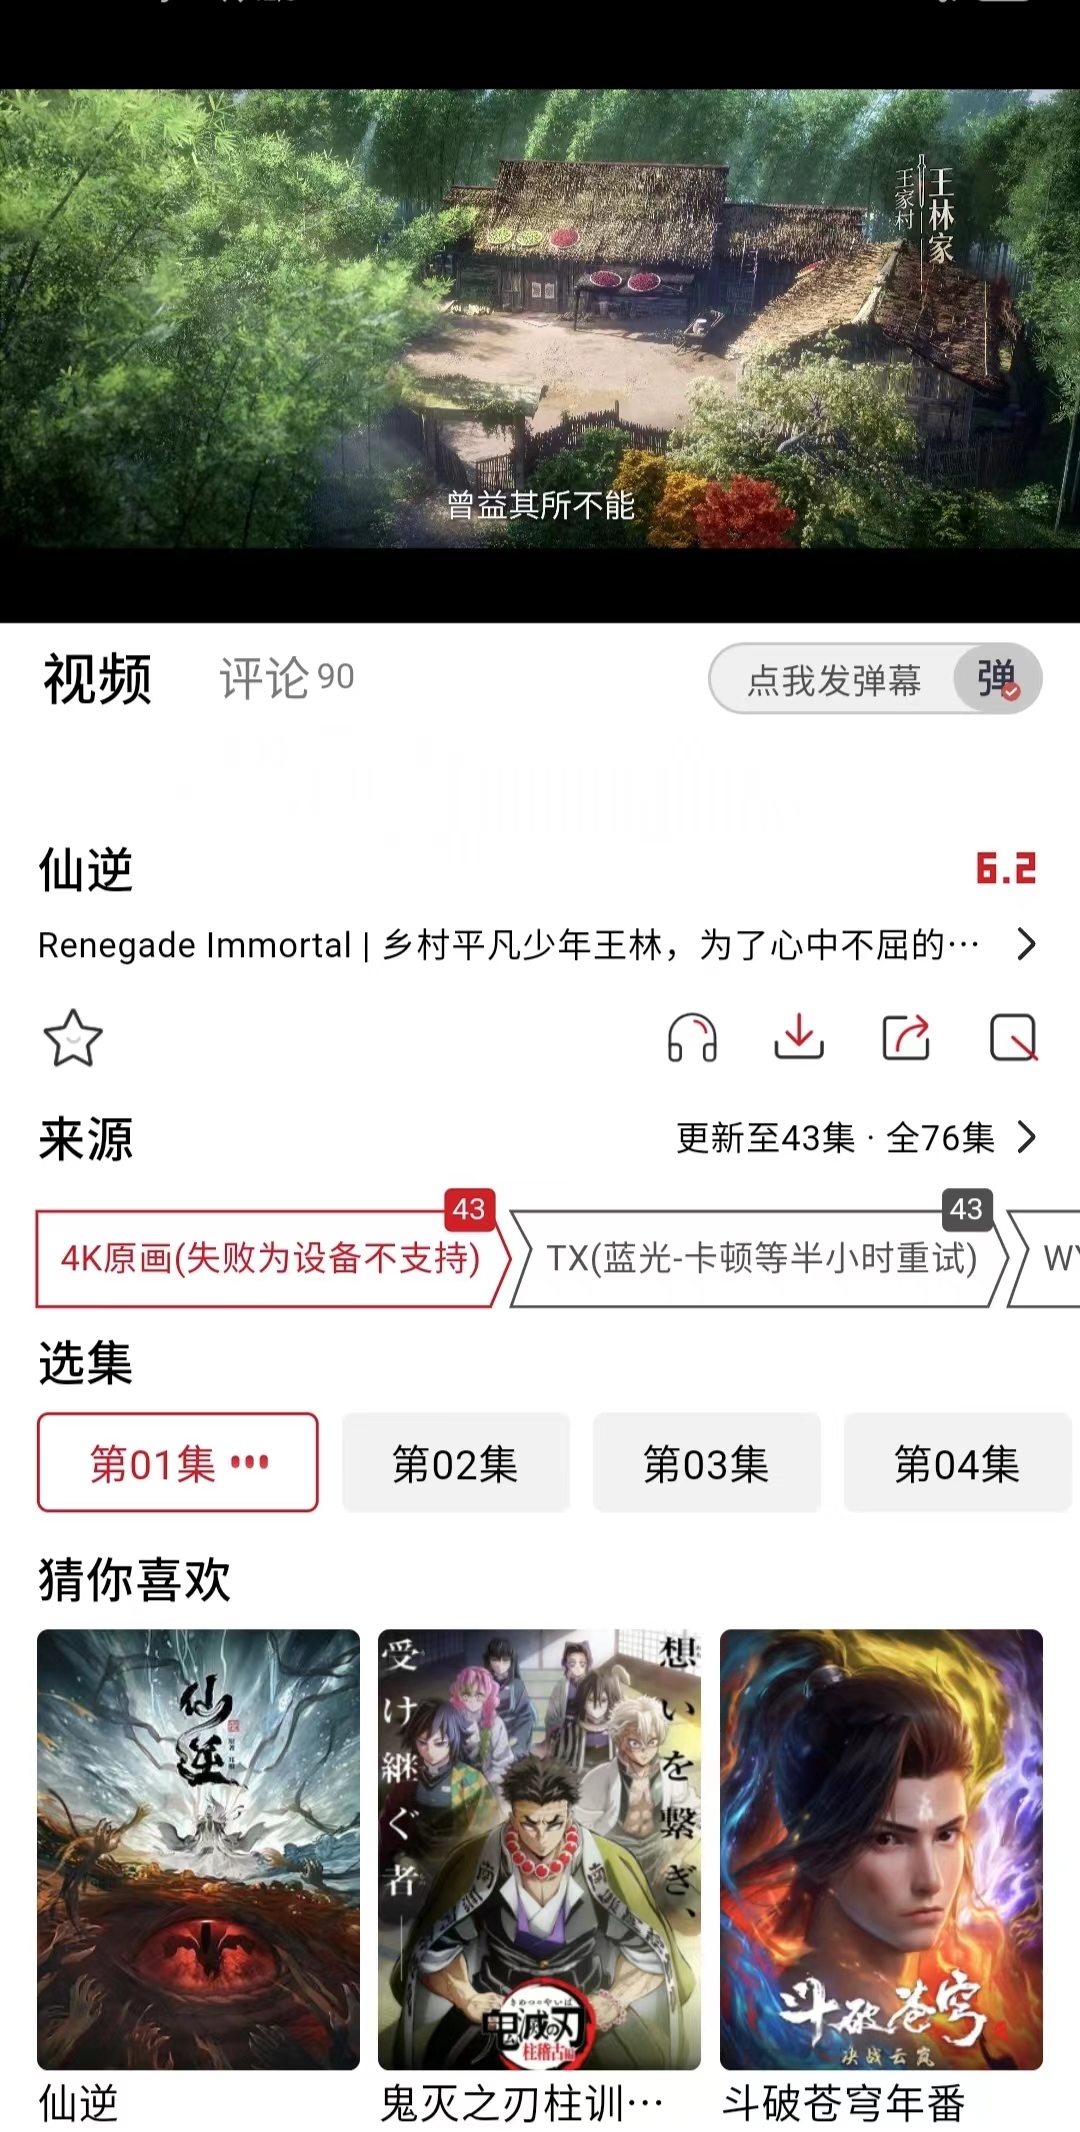 王林家
王家村
曾益其所不能
视频
评论 90
点我发弹幕
弹
仙逆
6.2
Renegade Immortal | 乡村平凡少年王林，为了心中不屈的…
来源
更新至43集 · 全76集
43
4K原画(失败为设备不支持)
43
TX(蓝光-卡顿等半小时重试)
选集
第01集
第02集
第03集
第04集
猜你喜欢
仙逆
想いを繋ぎ、
受け継ぐ者
きめつのやいば
鬼滅の刃
柱稽古編
斗破苍穹
决战云岚
仙逆
鬼灭之刃柱训…
斗破苍穹年番